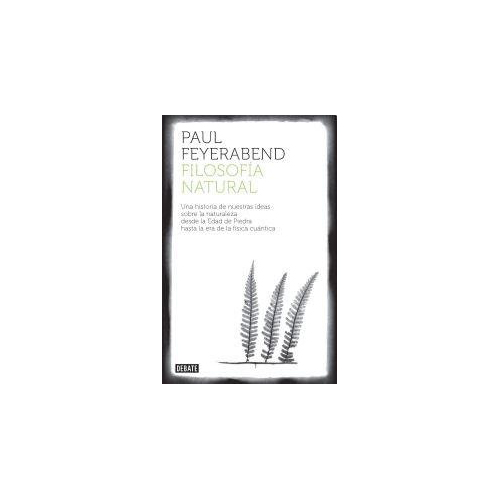 PAUL
FEYERABEND
FILOSOFÍA
NATURAL
Una historia de nuestras ideas
sobre la naturaleza
desde la Edad de Piedra
hasta la era de la física cuántica
DEBATE